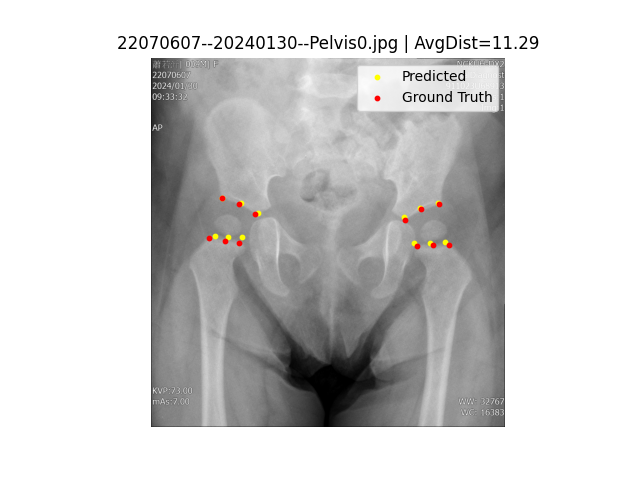 22070607--20240130--Pelvis0.jpg | AvgDist=11.29
22070607
2024/01/30
09:33:32
AP
Predicted
Ground Truth
KVP:73.00
mAs:7.00
WW: 32767
WC: 16383